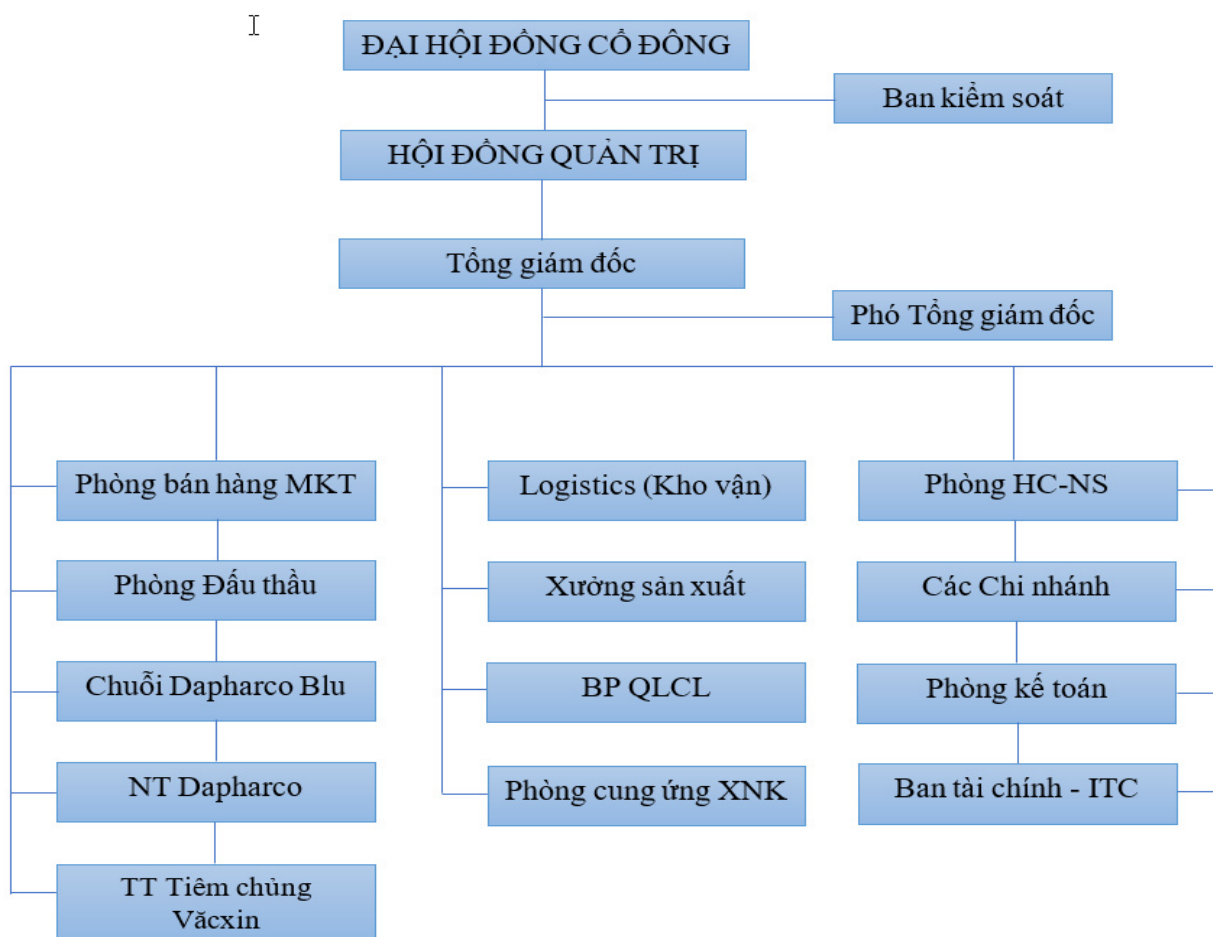 ĐẠI HỘI ĐỒNG CỔ ĐÔNG
Ban kiểm soát
HỘI ĐỒNG QUẢN TRỊ
Tổng giám đốc
Phó Tổng giám đốc
Phòng bán hàng MKT
Logistics (Kho vận)
Phòng HC-NS
Phòng Đấu thầu
Xưởng sản xuất
Các Chi nhánh
Chuỗi Dapharco Blu
BP QLCL
Phòng kế toán
NT Dapharco
Phòng cung ứng XNK
Ban tài chính - ITC
TT Tiêm chủng
Văcxin